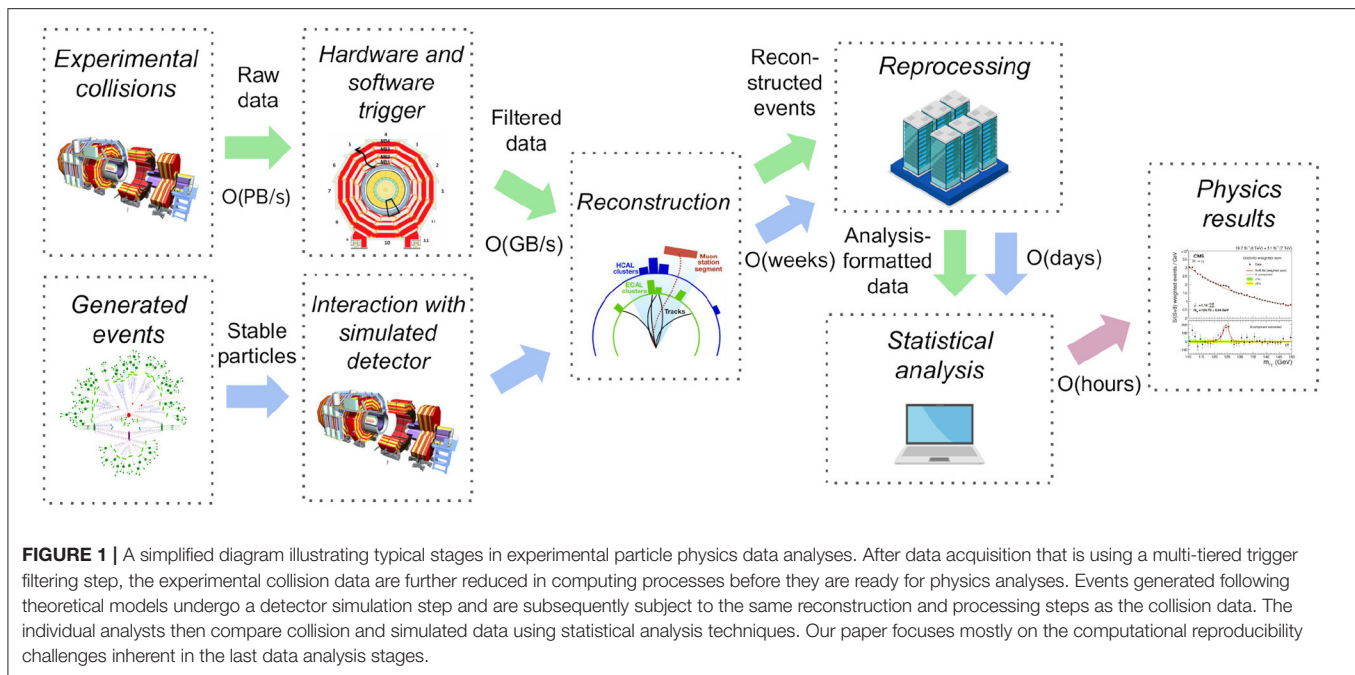 Experimental
collisions
Raw
data
O(PB/s)
Hardware and
software
trigger
Filtered
data
O(GB/s)
Generated
events
Stable
particles
Interaction with
simulated
detector
Reconstruction
HCAL
clusters
Muon
station
segment
ECAL
clusters
Tracks
Recon-
structed
events
O(weeks)
Reprocessing
Analysis-
formatted
data
O(days)
Statistical
analysis
O(hours)
Physics
results
CMS
S/(S+B) weighted events / GeV
(GeV)
FIGURE 1 | A simplified diagram illustrating typical stages in experimental particle physics data analyses. After data acquisition that is using a multi-tiered trigger
filtering step, the experimental collision data are further reduced in computing processes before they are ready for physics analyses. Events generated following
theoretical models undergo a detector simulation step and are subsequently subject to the same reconstruction and processing steps as the collision data. The
individual analysts then compare collision and simulated data using statistical analysis techniques. Our paper focuses mostly on the computational reproducibility
challenges inherent in the last data analysis stages.